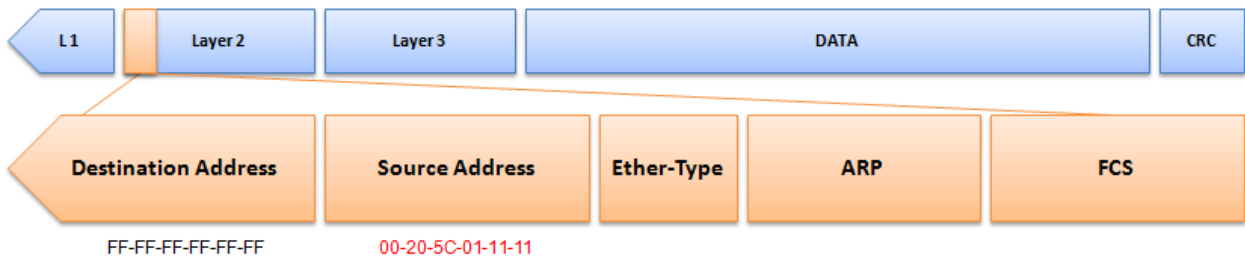 L 1 Layer 2 Layer 3 DATA CRC
Destination Address Source Address Ether-Type ARP FCS
FF-FF-FF-FF-FF-FF 00-20-5C-01-11-11